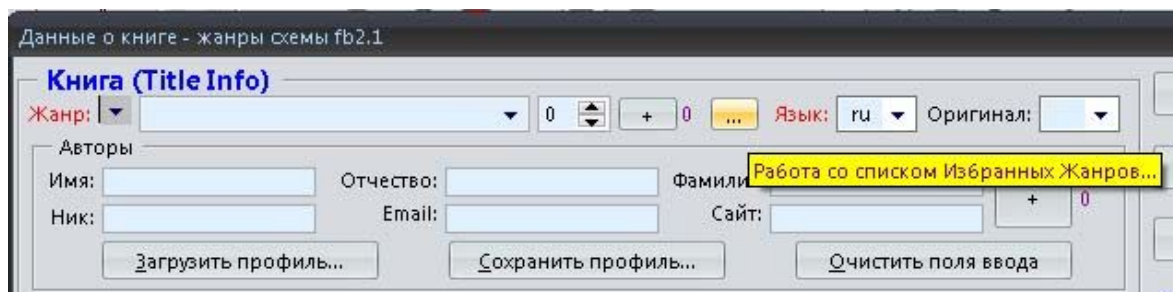 Данные о книге - жанры схемы fb2.1
Книга (Title Info)
Жанр: 0 + 0 ... Язык: ru Оригинал:
Авторы
Работа со списком Избранных Жанров...
Имя: Отчество: Фамили
Ник: Email: Сайт: + 0
Загрузить профиль... Сохранить профиль... Очистить поля ввода